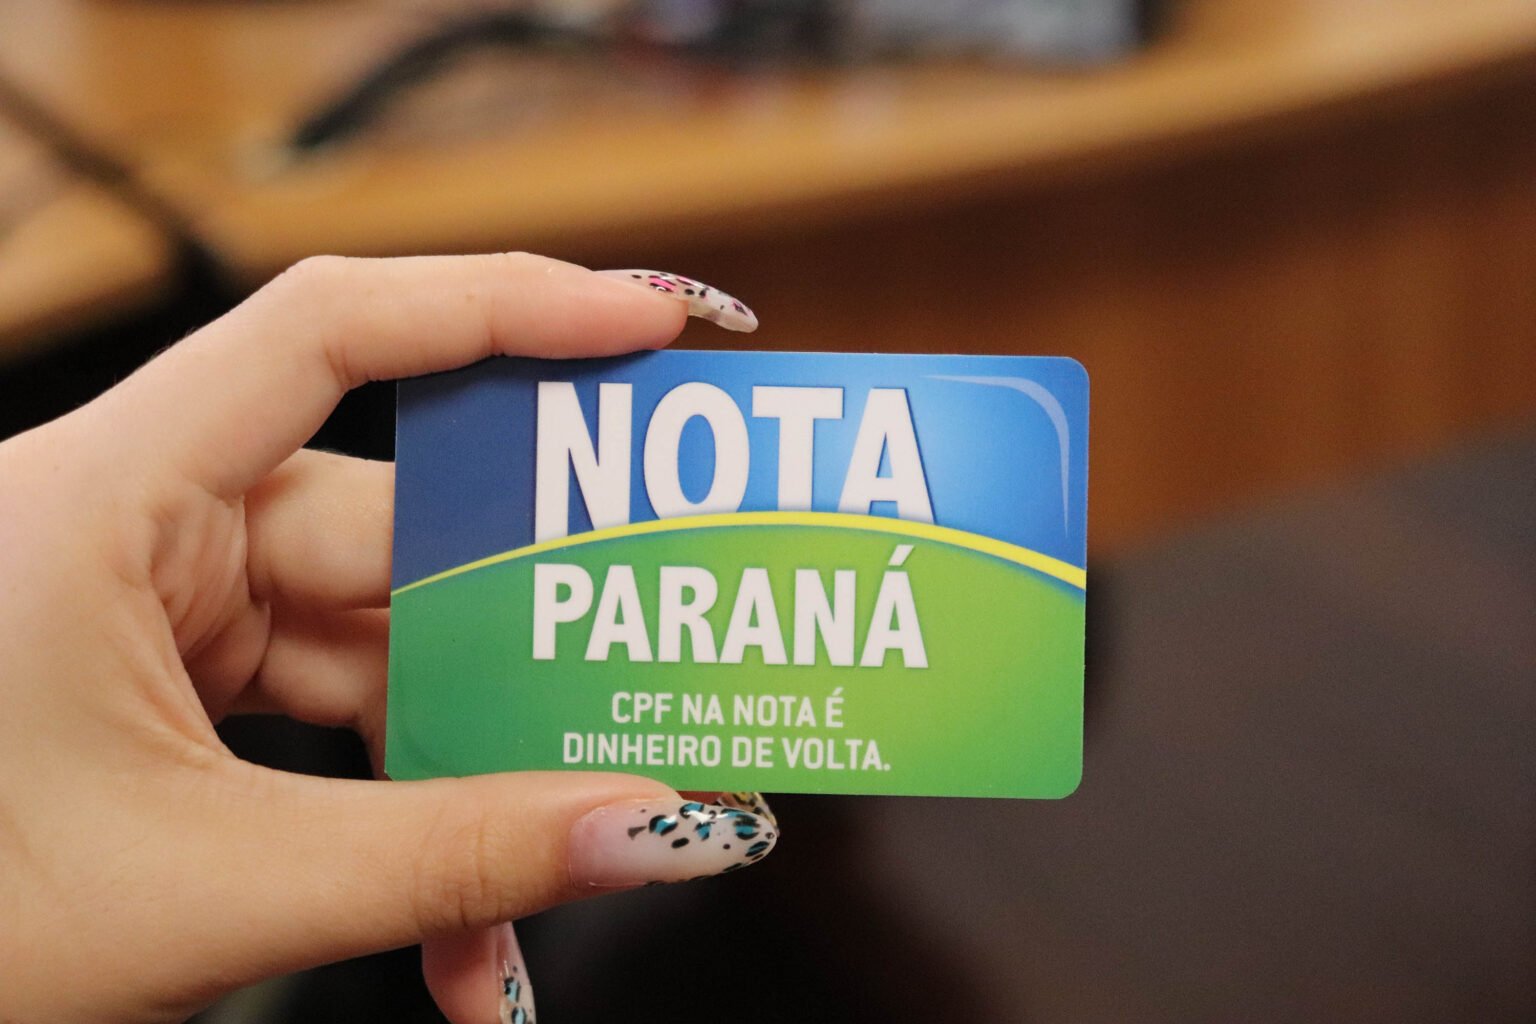 NOTA
PARANÁ
CPF NA NOTA É
DINHEIRO DE VOLTA.